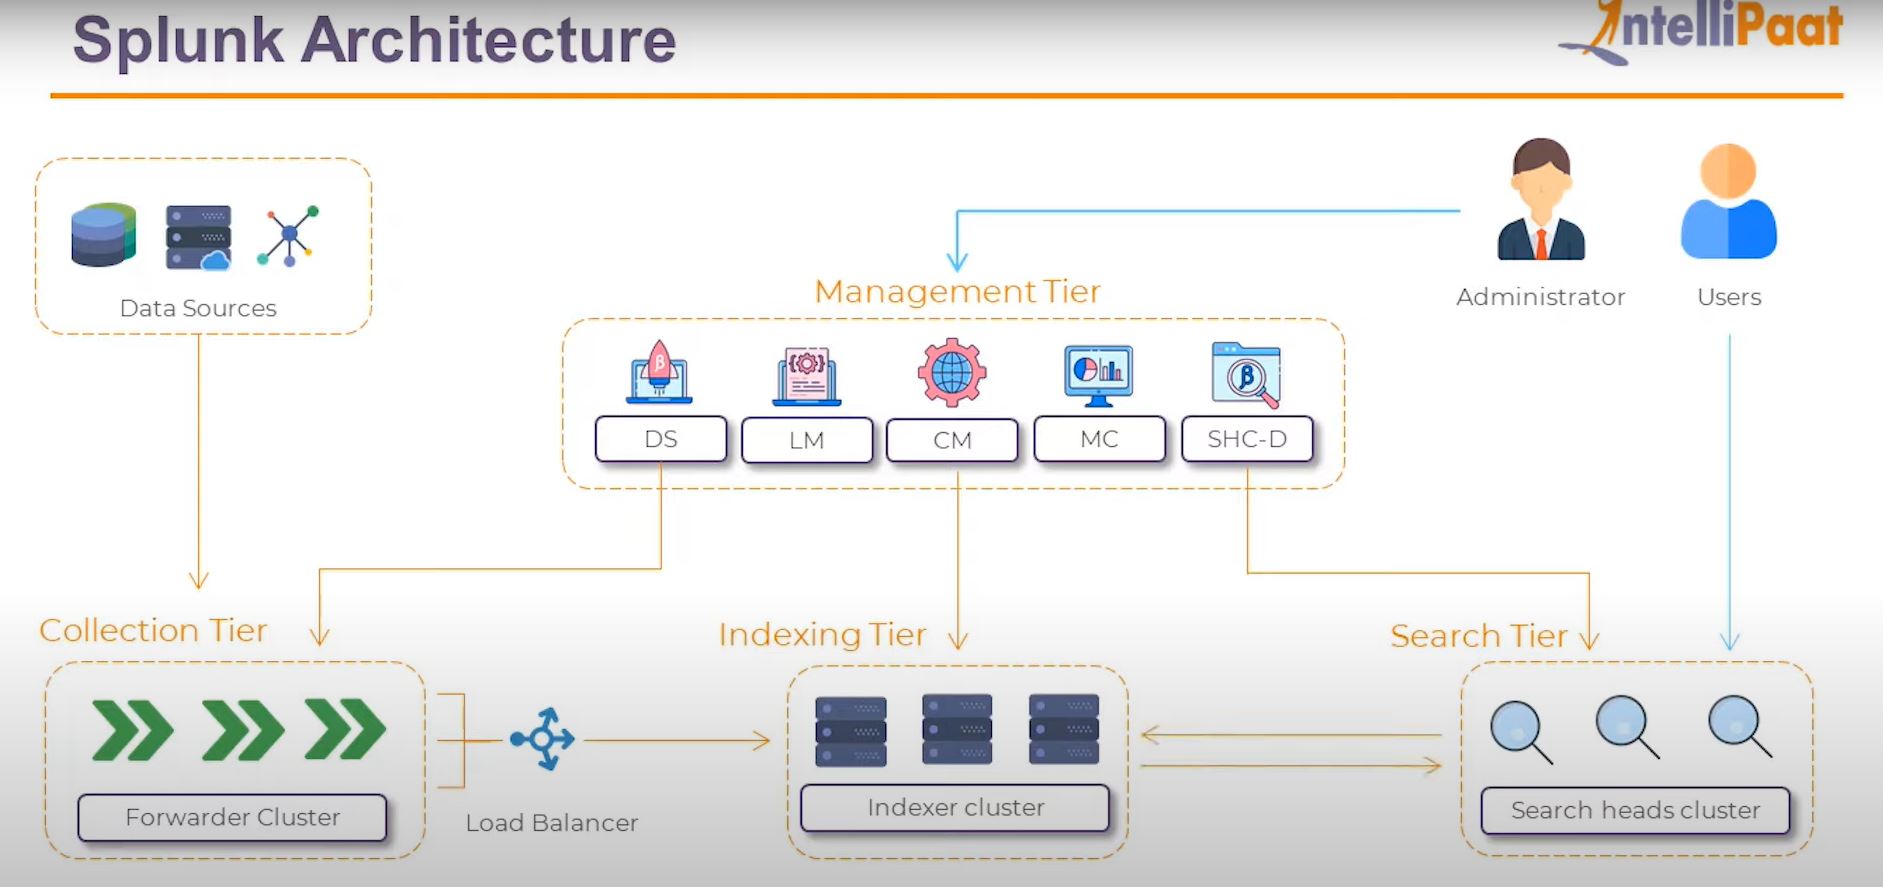 Splunk Architecture
IntelliPaat
Data Sources
Administrator
Users
Management Tier
β
β
DS
LM
CM
MC
SHC-D
Collection Tier
Indexing Tier
Search Tier
Forwarder Cluster
Load Balancer
Indexer cluster
Search heads cluster